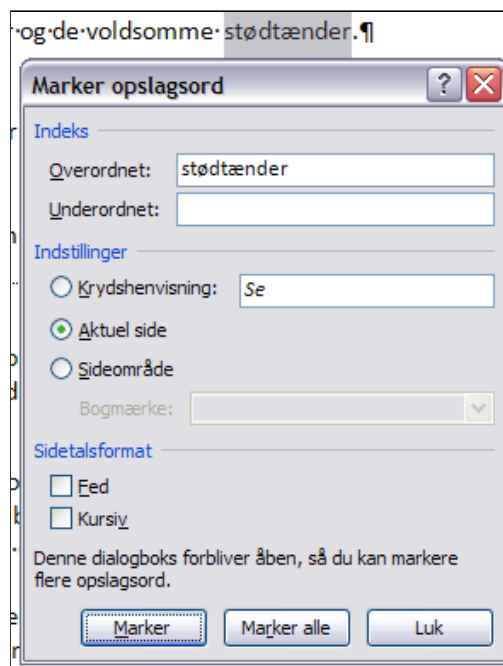 og·de·voldsomme·stødtænder.¶
Marker opslagsord
Indeks
Overordnet: stødtænder
Underordnet:
Indstillinger
Krydshenvisning: Se
Aktuel side
Sideområde
Bogmærke:
Sidetalsformat
Fed
Kursiv
Denne dialogboks forbliver åben, så du kan markere
flere opslagsord.
Marker Marker alle Luk